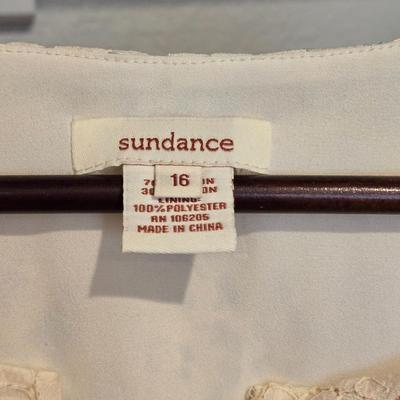 sundance
16
LINING:
100% POLYESTER
RN 106205
MADE IN CHINA